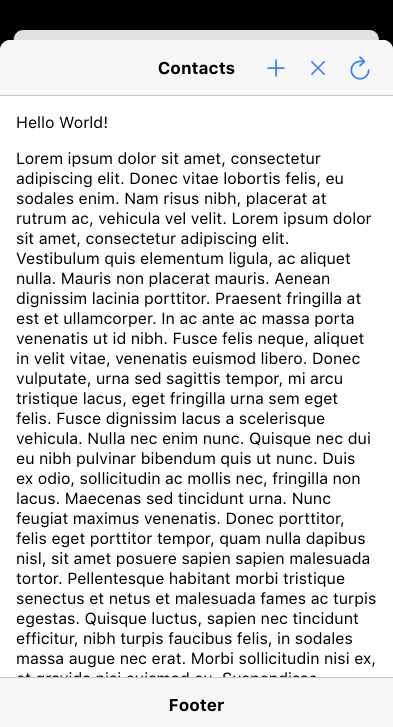 Contacts
Hello World!
Lorem ipsum dolor sit amet, consectetur
adipiscing elit. Donec vitae lobortis felis, eu
sodales enim. Nam risus nibh, placerat at
rutrum ac, vehicula vel velit. Lorem ipsum dolor
sit amet, consectetur adipiscing elit.
Vestibulum quis elementum ligula, ac aliquet
nulla. Mauris non placerat mauris. Aenean
dignissim lacinia porttitor. Praesent fringilla at
est et ullamcorper. In ac ante ac massa porta
venenatis ut id nibh. Fusce felis neque, aliquet
in velit vitae, venenatis euismod libero. Donec
vulputate, urna sed sagittis tempor, mi arcu
tristique lacus, eget fringilla urna sem eget
felis. Fusce dignissim lacus a scelerisque
vehicula. Nulla nec enim nunc. Quisque nec dui
eu nibh pulvinar bibendum quis ut nunc. Duis
ex odio, sollicitudin ac mollis nec, fringilla non
lacus. Maecenas sed tincidunt urna. Nunc
feugiat maximus venenatis. Donec porttitor,
felis eget porttitor tempor, quam nulla dapibus
nisl, sit amet posuere sapien sapien malesuada
tortor. Pellentesque habitant morbi tristique
senectus et netus et malesuada fames ac turpis
egestas. Quisque luctus, sapien nec tincidunt
efficitur, nibh turpis faucibus felis, in sodales
massa augue nec erat. Morbi sollicitudin nisi ex,
Footer